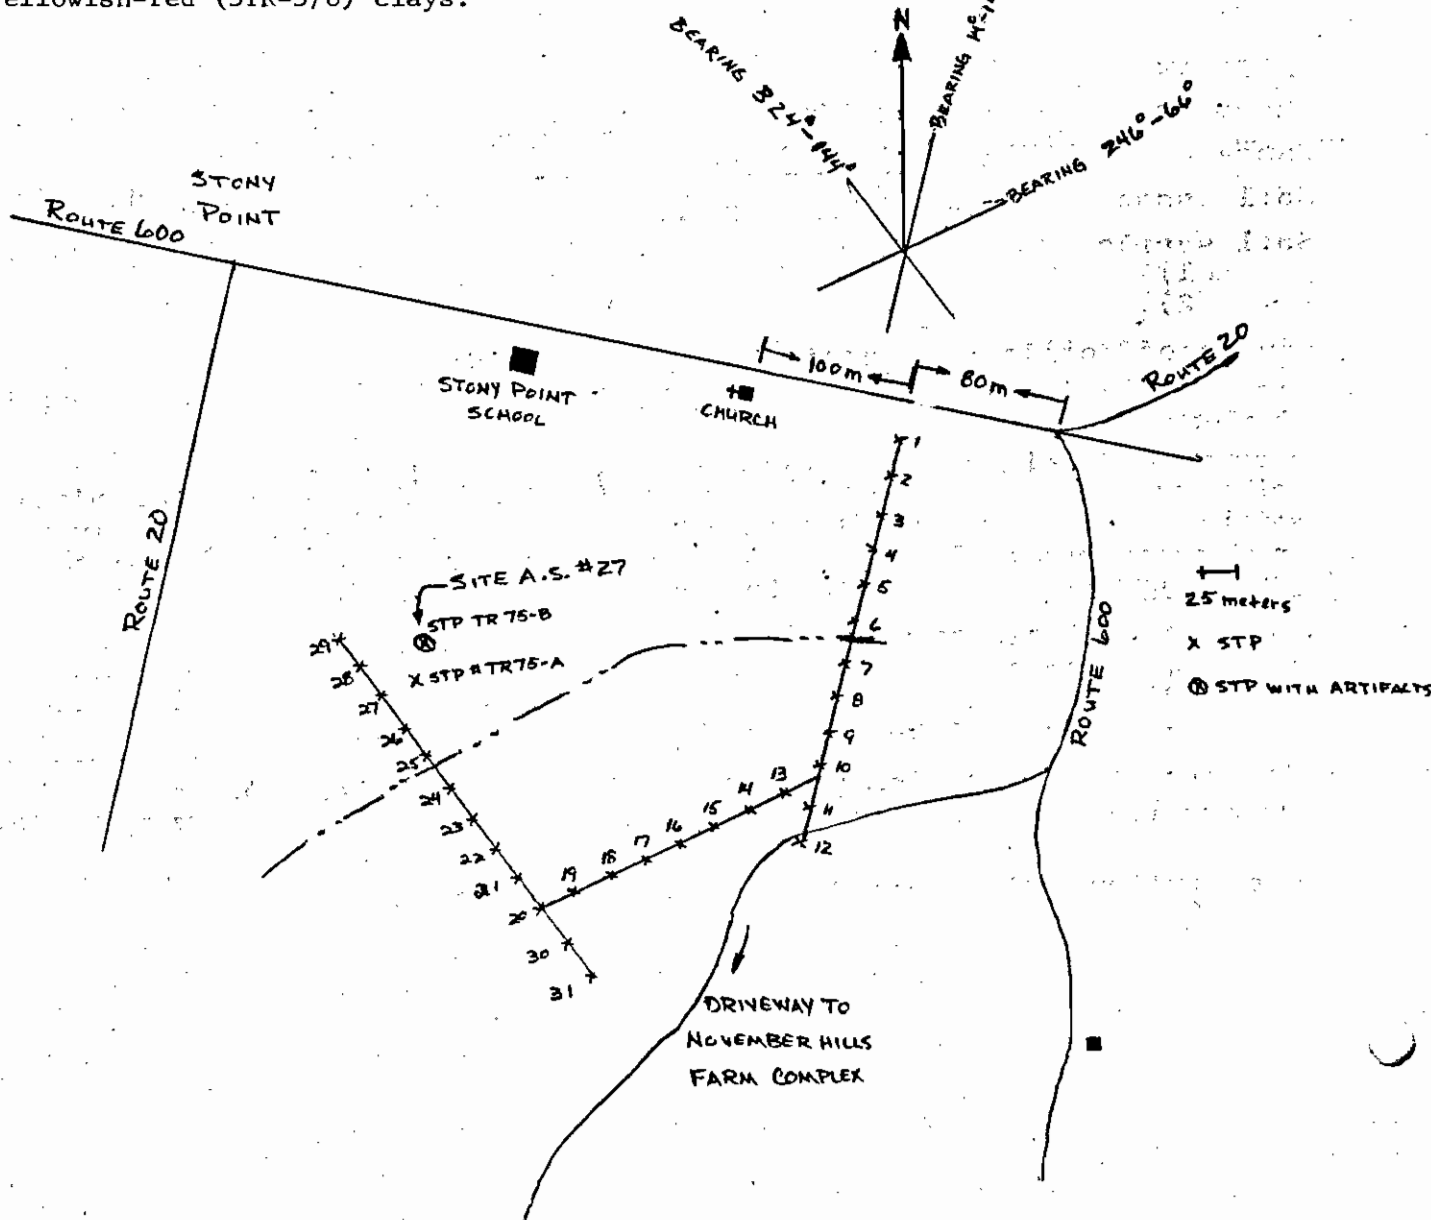 (5YR-5/8) clays.
N
BEARING 324°-144°
BEARING
BEARING 246°-66°
STONY
POINT
ROUTE 600
100m
80m
ROUTE 20
STONY POINT
SCHOOL
CHURCH
1
2
3
4
5
6
7
8
9
10
11
12
13
14
15
16
17
18
19
20
21
22
23
24
25
26
27
28
29
30
31
ROUTE 20
SITE A.S. #27
STP TR 75-B
X STP # TR75-A
25 meters
X STP
STP WITH ARTIFACTS
ROUTE 600
DRIVEWAY TO
NOVEMBER HILLS
FARM COMPLEX